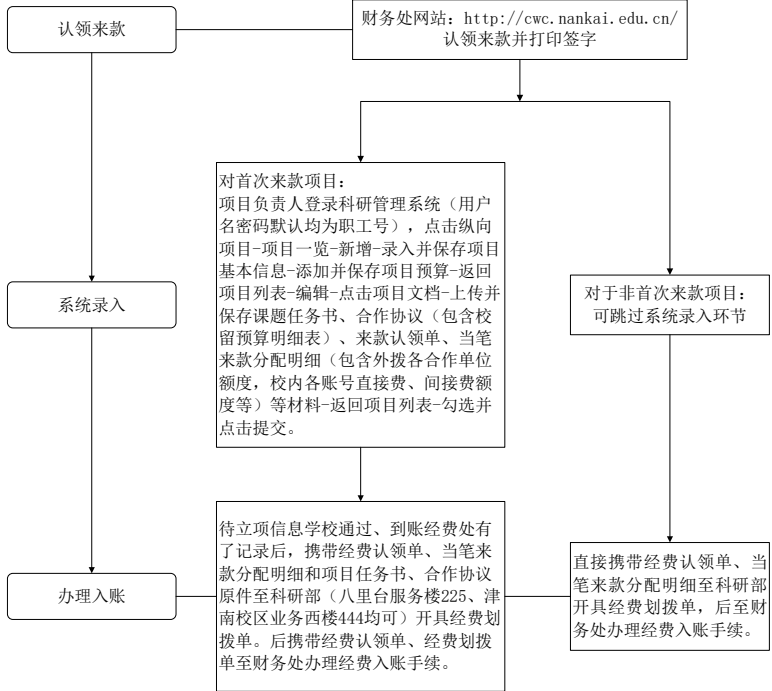 认领来款
财务处网站：http://cwc.nankai.edu.cn/
认领来款并打印签字
对首次来款项目：
项目负责人登录科研管理系统（用户
名密码默认均为职工号），点击纵向
项目-项目一览-新增-录入并保存项目
基本信息-添加并保存项目预算-返回
项目列表-编辑-点击项目文档-上传并
保存课题任务书、合作协议（包含校
留预算明细表）、来款认领单、当笔
来款分配明细（包含外拨各合作单位
额度，校内各账号直接费、间接费额
度等）等材料-返回项目列表-勾选并
点击提交。
系统录入
对于非首次来款项目：
可跳过系统录入环节
办理入账
待立项信息学校通过、到账经费处有
了记录后，携带经费认领单、当笔来
款分配明细和项目任务书、合作协议
原件至科研部（八里台服务楼225、津
南校区业务西楼444均可）开具经费划
拨单。后携带经费认领单、经费划拨
单至财务处办理经费入账手续。
直接携带经费认领单、当
笔来款分配明细至科研部
开具经费划拨单，后至财
务处办理经费入账手续。